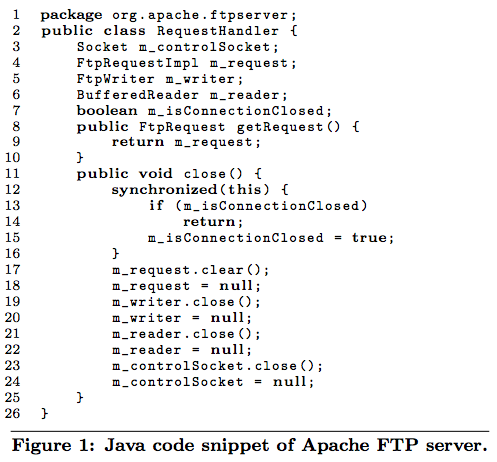 1 package org.apache.ftpserver;
2 public class RequestHandler {
3 Socket m_controlSocket;
4 FtpRequestImpl m_request;
5 FtpWriter m_writer;
6 BufferedReader m_reader;
7 boolean m_isConnectionClosed;
8 public FtpRequest getRequest() {
9 return m_request;
10 }
11 public void close() {
12 synchronized(this) {
13 if (m_isConnectionClosed)
14 return;
15 m_isConnectionClosed = true;
16 }
17 m_request.clear();
18 m_request = null;
19 m_writer.close();
20 m_writer = null;
21 m_reader.close();
22 m_reader = null;
23 m_controlSocket.close();
24 m_controlSocket = null;
25 }
26 }
Figure 1: Java code snippet of Apache FTP server.